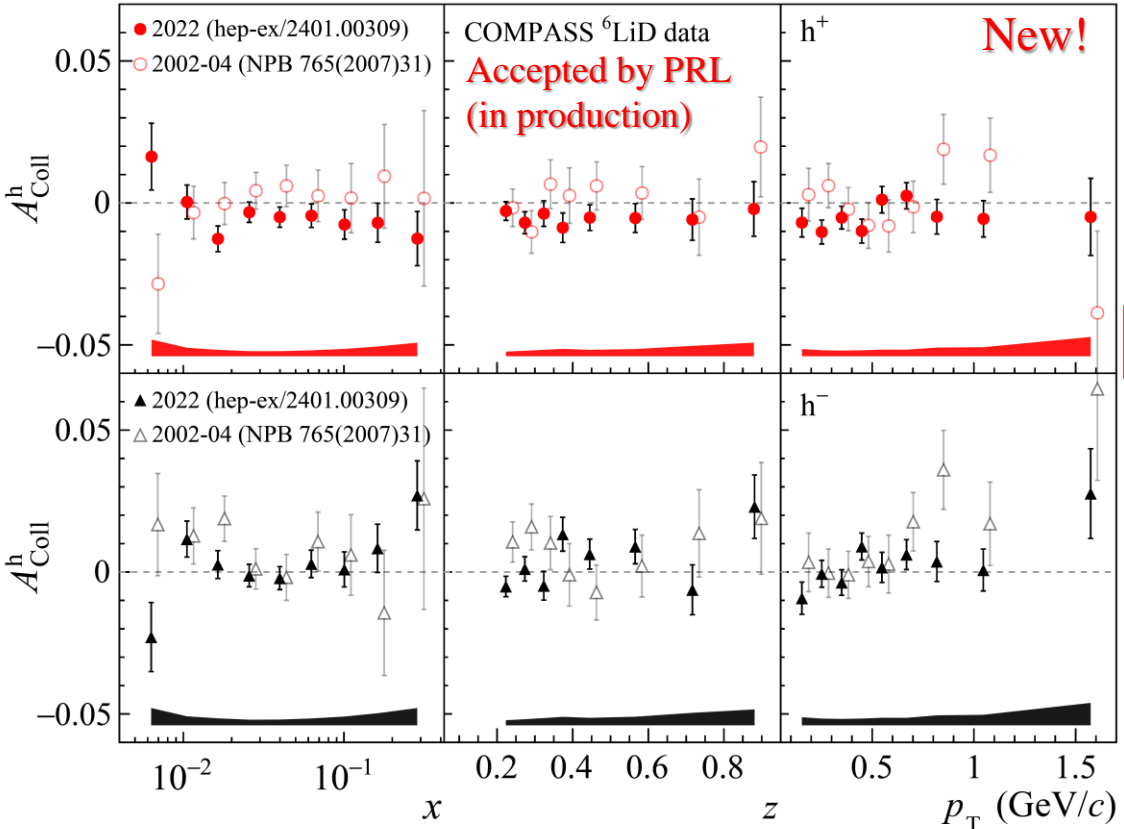 2022 (hep-ex/2401.00309)
2002-04 (NPB 765(2007)31)
COMPASS ⁶LiD data
Accepted by PRL
(in production)
h⁺
New!
0.05
0
−0.05
A^h_Coll
2022 (hep-ex/2401.00309)
2002-04 (NPB 765(2007)31)
h⁻
0.05
0
−0.05
A^h_Coll
10⁻² 10⁻¹ 0.2 0.4 0.6 0.8 0.5 1 1.5
x z p_T (GeV/c)